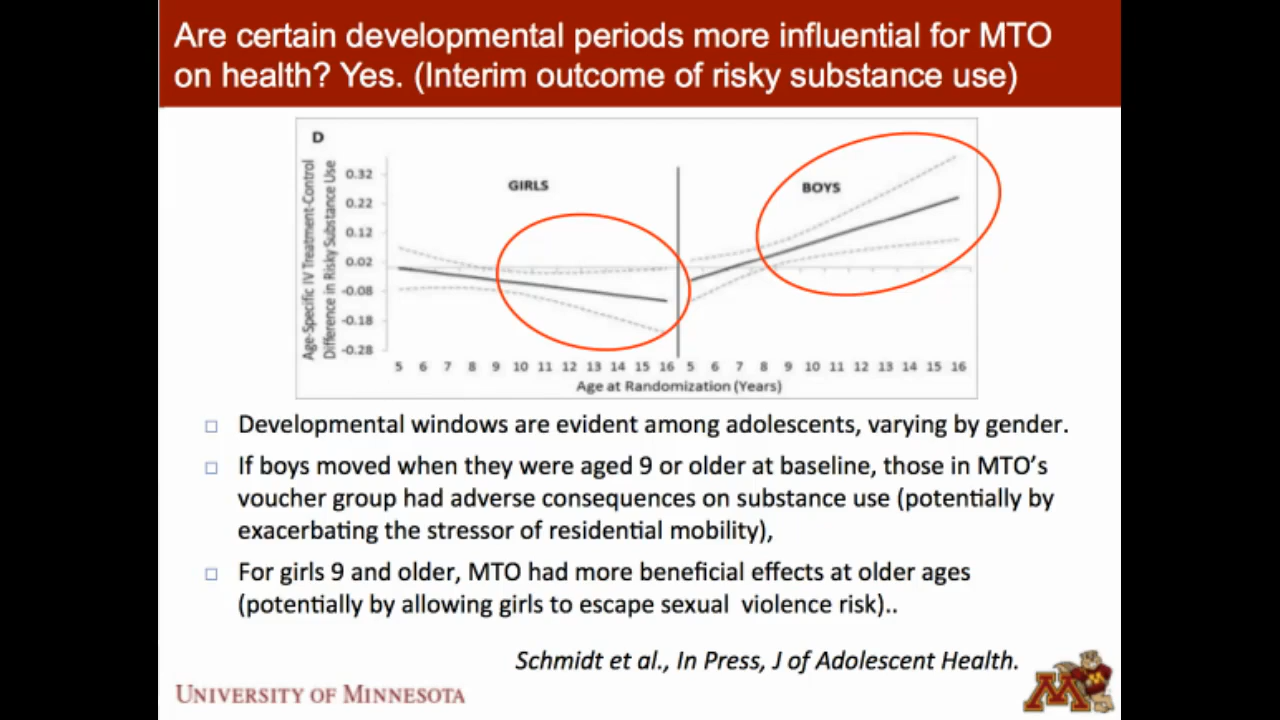 Are certain developmental periods more influential for MTO
on health? Yes. (Interim outcome of risky substance use)
D
Age-Specific IV Treatment-Control
Difference in Risky Substance Use
0.32
0.22
0.12
0.02
-0.08
-0.18
-0.28
GIRLS
BOYS
5 6 7 8 9 10 11 12 13 14 15 16 5 6 7 8 9 10 11 12 13 14 15 16
Age at Randomization (Years)
Developmental windows are evident among adolescents, varying by gender.
If boys moved when they were aged 9 or older at baseline, those in MTO’s
voucher group had adverse consequences on substance use (potentially by
exacerbating the stressor of residential mobility),
For girls 9 and older, MTO had more beneficial effects at older ages
(potentially by allowing girls to escape sexual violence risk)..
Schmidt et al., In Press, J of Adolescent Health.
UNIVERSITY OF MINNESOTA
M